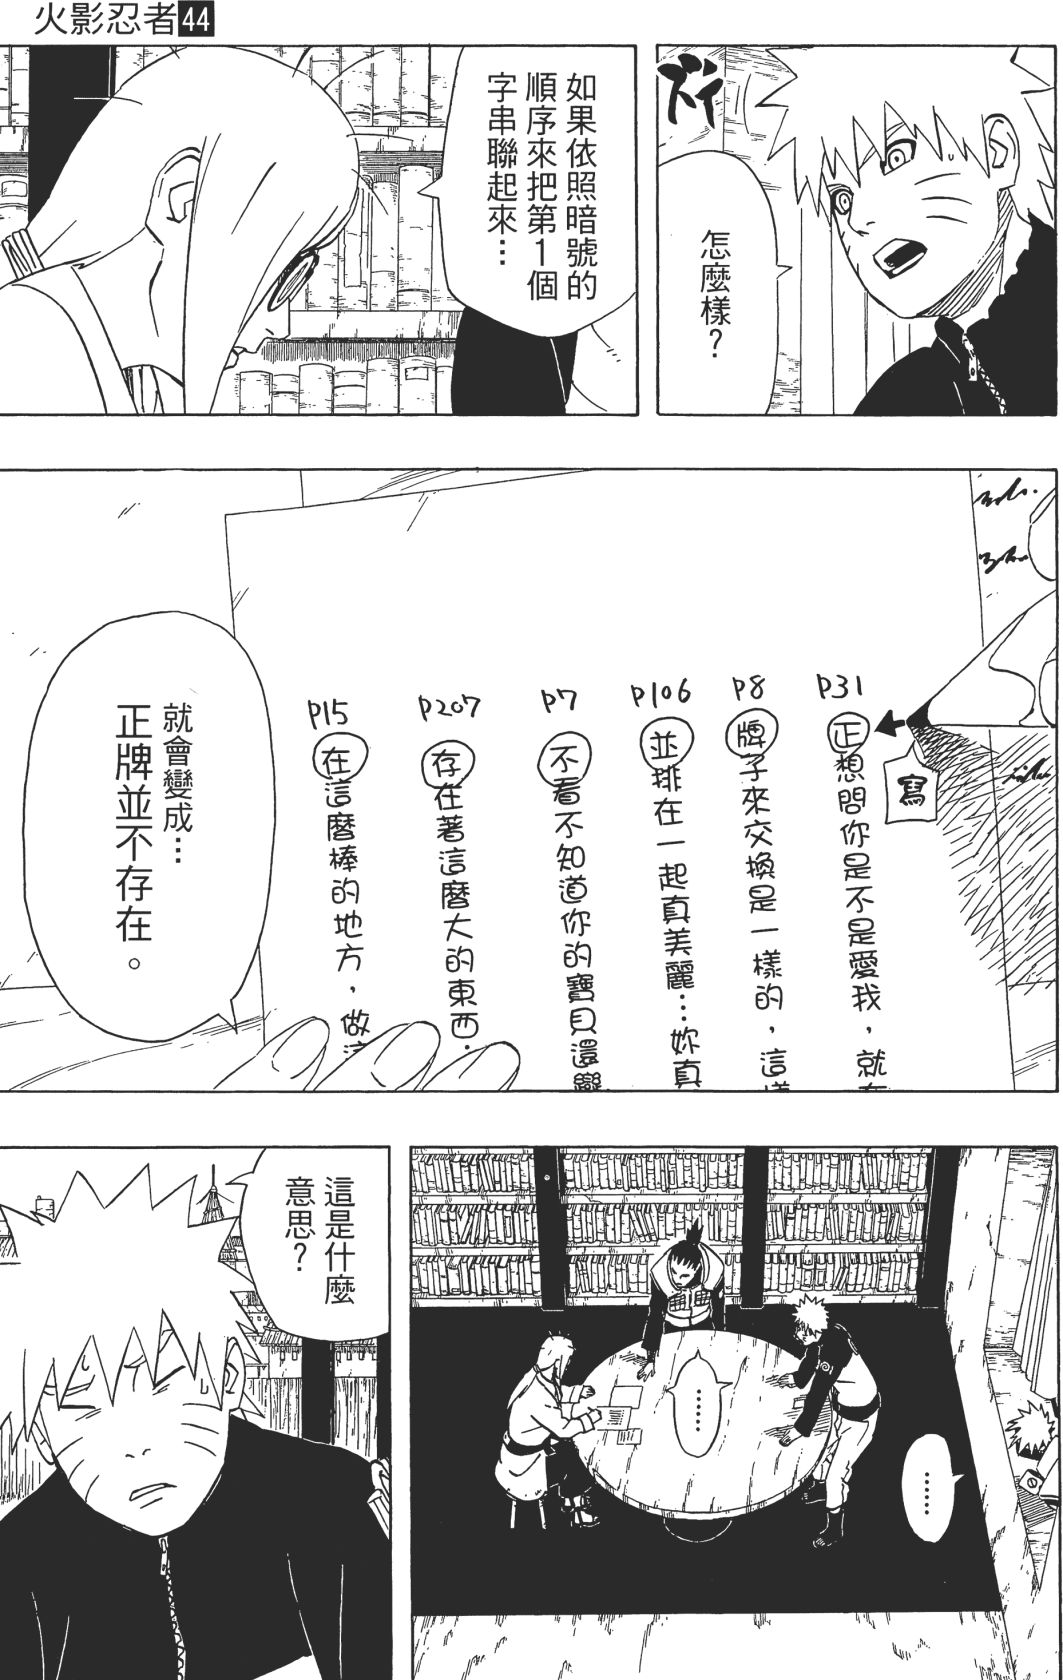 火影忍者44
怎麼樣?
如果依照暗號的
順序來把第1個
字串聯起來…
P31
正想問你是不是愛我，就在
寫
P8
牌子來交換是一樣的，這樣
P106
並排在一起真美麗…妳真
P7
不看不知道你的寶貝還變
P207
存在著這麼大的東西．
P15
在這麼棒的地方，做這
就會變成…
正牌並不存在。
……
……
這是什麼
意思?